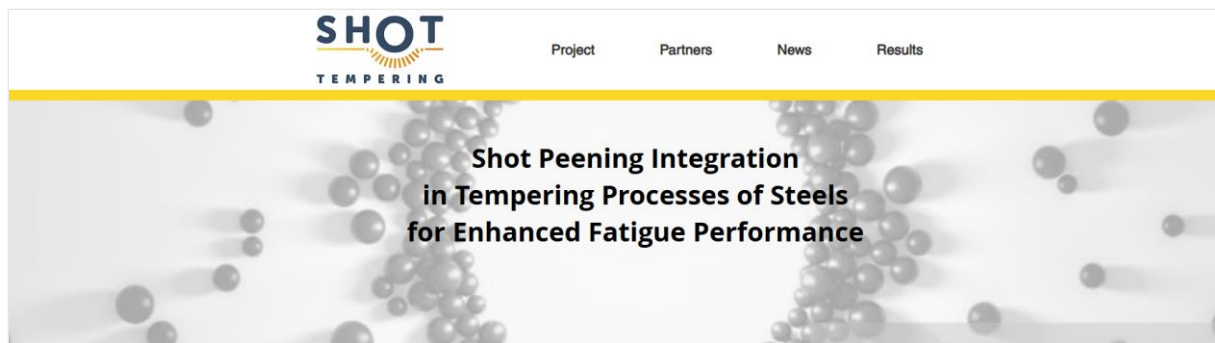 SHOT
TEMPERING
Project
Partners
News
Results
Shot Peening Integration
in Tempering Processes of Steels
for Enhanced Fatigue Performance